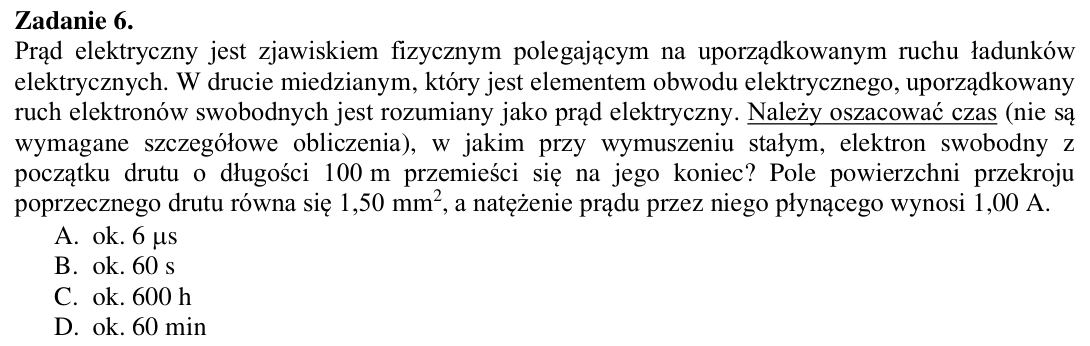 Zadanie 6.
Prąd elektryczny jest zjawiskiem fizycznym polegającym na uporządkowanym ruchu ładunków
elektrycznych. W drucie miedzianym, który jest elementem obwodu elektrycznego, uporządkowany
ruch elektronów swobodnych jest rozumiany jako prąd elektryczny. Należy oszacować czas (nie są
wymagane szczegółowe obliczenia), w jakim przy wymuszeniu stałym, elektron swobodny z
początku drutu o długości 100 m przemieści się na jego koniec? Pole powierzchni przekroju
poprzecznego drutu równa się 1,50 mm², a natężenie prądu przez niego płynącego wynosi 1,00 A.
A. ok. 6 μs
B. ok. 60 s
C. ok. 600 h
D. ok. 60 min